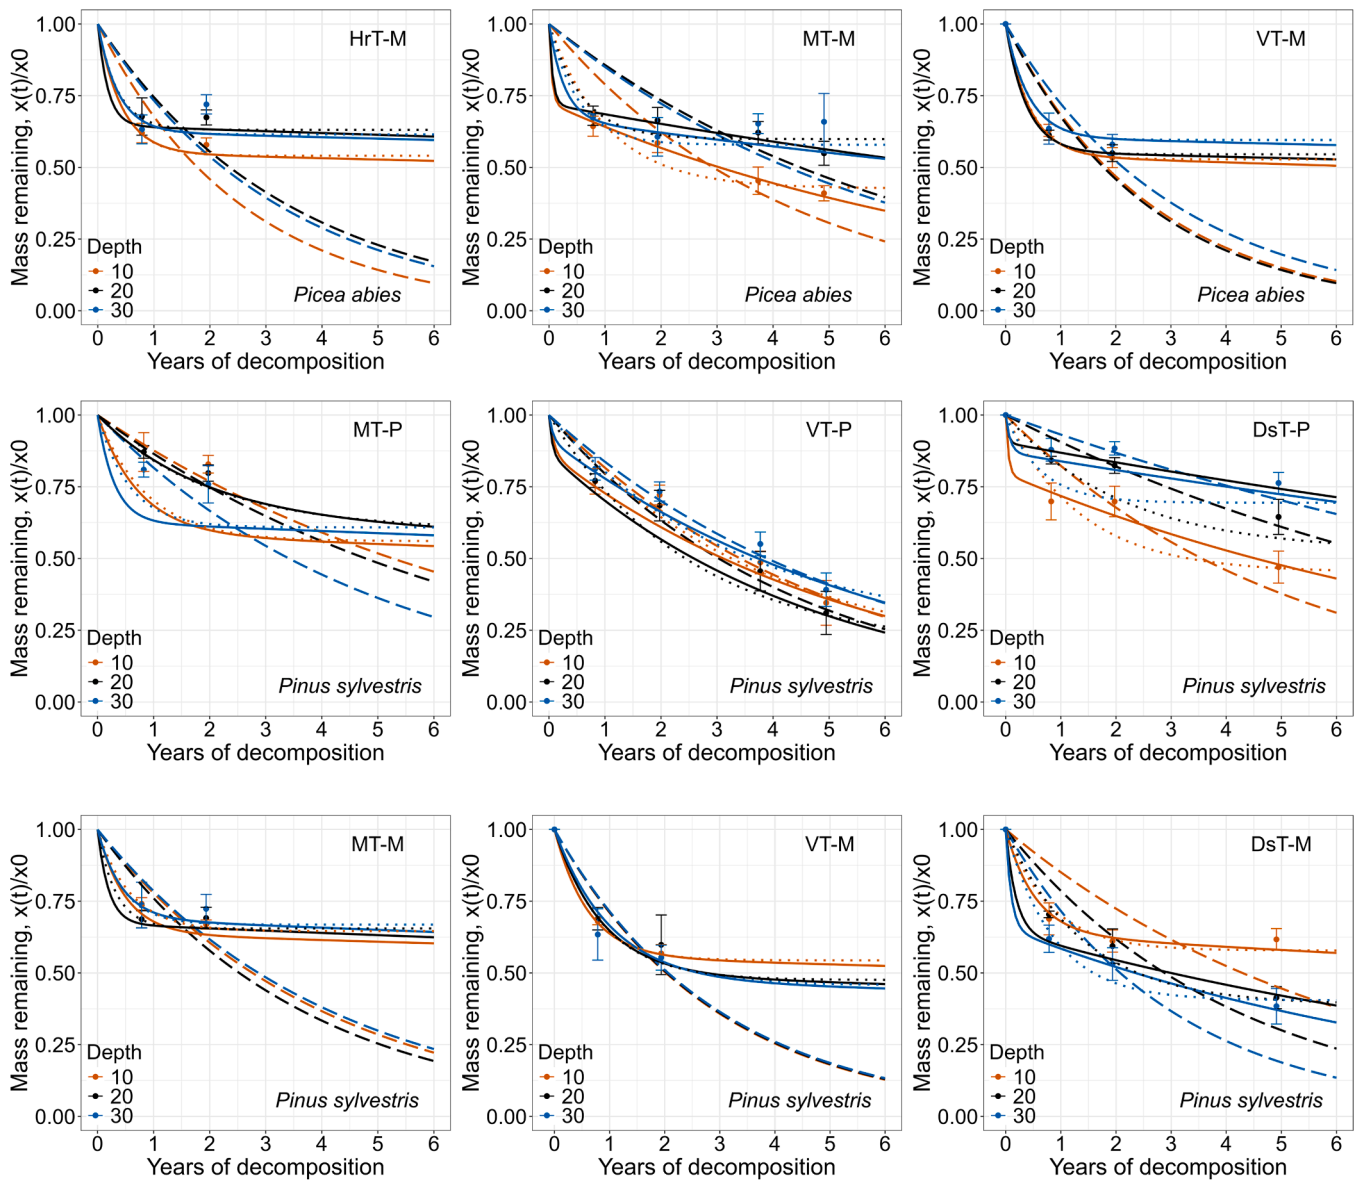 HrT-M
1.00
0.75
0.50
0.25
0.00
Mass remaining, x(t)/x0
Depth
10
20
30
Picea abies
0 1 2 3 4 5 6
Years of decomposition
MT-M
1.00
0.75
0.50
0.25
0.00
Mass remaining, x(t)/x0
Depth
10
20
30
Picea abies
0 1 2 3 4 5 6
Years of decomposition
VT-M
1.00
0.75
0.50
0.25
0.00
Mass remaining, x(t)/x0
Depth
10
20
30
Picea abies
0 1 2 3 4 5 6
Years of decomposition
MT-P
1.00
0.75
0.50
0.25
0.00
Mass remaining, x(t)/x0
Depth
10
20
30
Pinus sylvestris
0 1 2 3 4 5 6
Years of decomposition
VT-P
1.00
0.75
0.50
0.25
0.00
Mass remaining, x(t)/x0
Depth
10
20
30
Pinus sylvestris
0 1 2 3 4 5 6
Years of decomposition
DsT-P
1.00
0.75
0.50
0.25
0.00
Mass remaining, x(t)/x0
Depth
10
20
30
Pinus sylvestris
0 1 2 3 4 5 6
Years of decomposition
MT-M
1.00
0.75
0.50
0.25
0.00
Mass remaining, x(t)/x0
Depth
10
20
30
Pinus sylvestris
0 1 2 3 4 5 6
Years of decomposition
VT-M
1.00
0.75
0.50
0.25
0.00
Mass remaining, x(t)/x0
Depth
10
20
30
Pinus sylvestris
0 1 2 3 4 5 6
Years of decomposition
DsT-M
1.00
0.75
0.50
0.25
0.00
Mass remaining, x(t)/x0
Depth
10
20
30
Pinus sylvestris
0 1 2 3 4 5 6
Years of decomposition